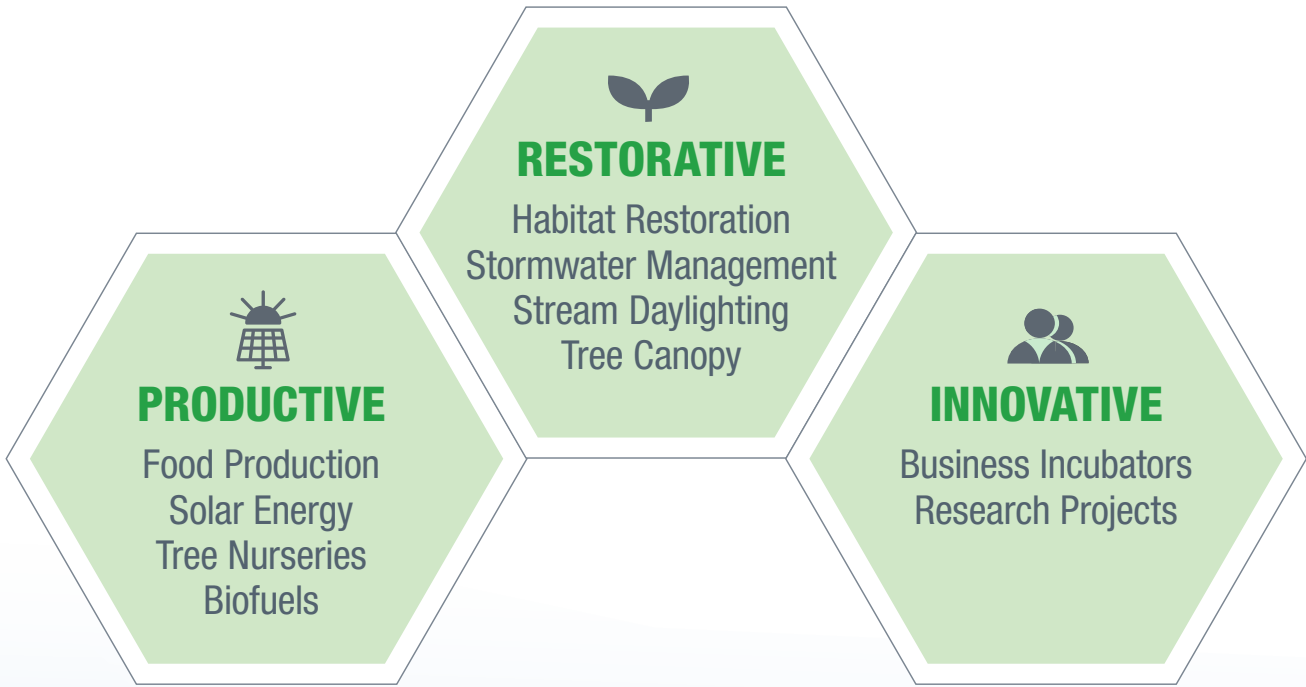 RESTORATIVE
Habitat Restoration
Stormwater Management
Stream Daylighting
Tree Canopy
PRODUCTIVE
Food Production
Solar Energy
Tree Nurseries
Biofuels
INNOVATIVE
Business Incubators
Research Projects